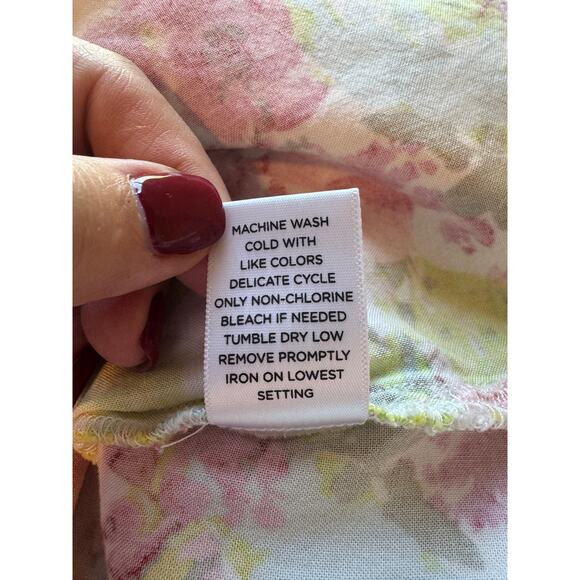 MACHINE WASH
COLD WITH
LIKE COLORS
DELICATE CYCLE
ONLY NON-CHLORINE
BLEACH IF NEEDED
TUMBLE DRY LOW
REMOVE PROMPTLY
IRON ON LOWEST
SETTING